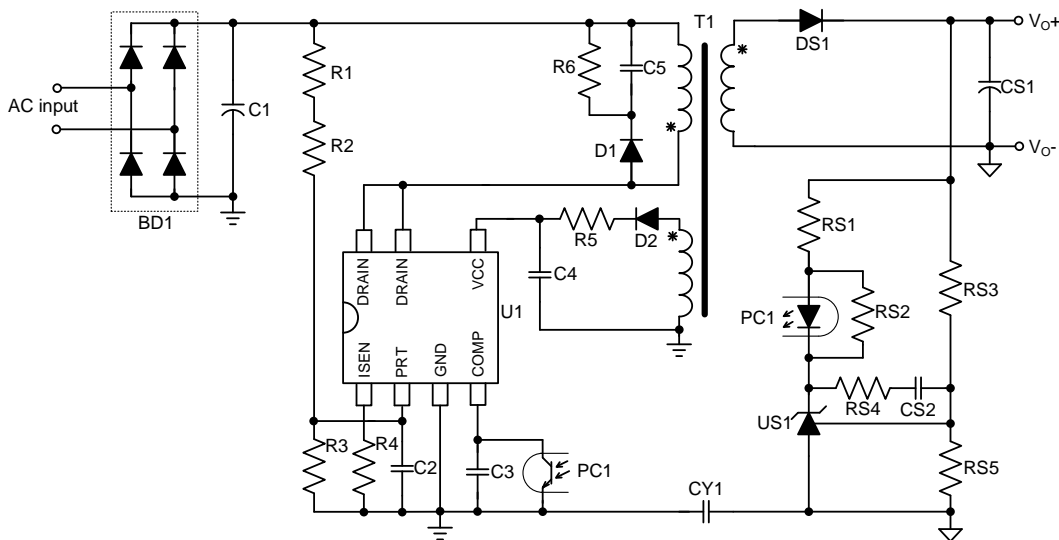 T1
DS1
VO+
R1
R6
C5
CS1
AC input
C1
R2
D1
VO-
BD1
RS1
R5
D2
C4
RS3
DRAIN
DRAIN
VCC
U1
PC1
RS2
ISEN
PRT
GND
COMP
RS4
CS2
US1
R3
R4
C2
C3
PC1
RS5
CY1